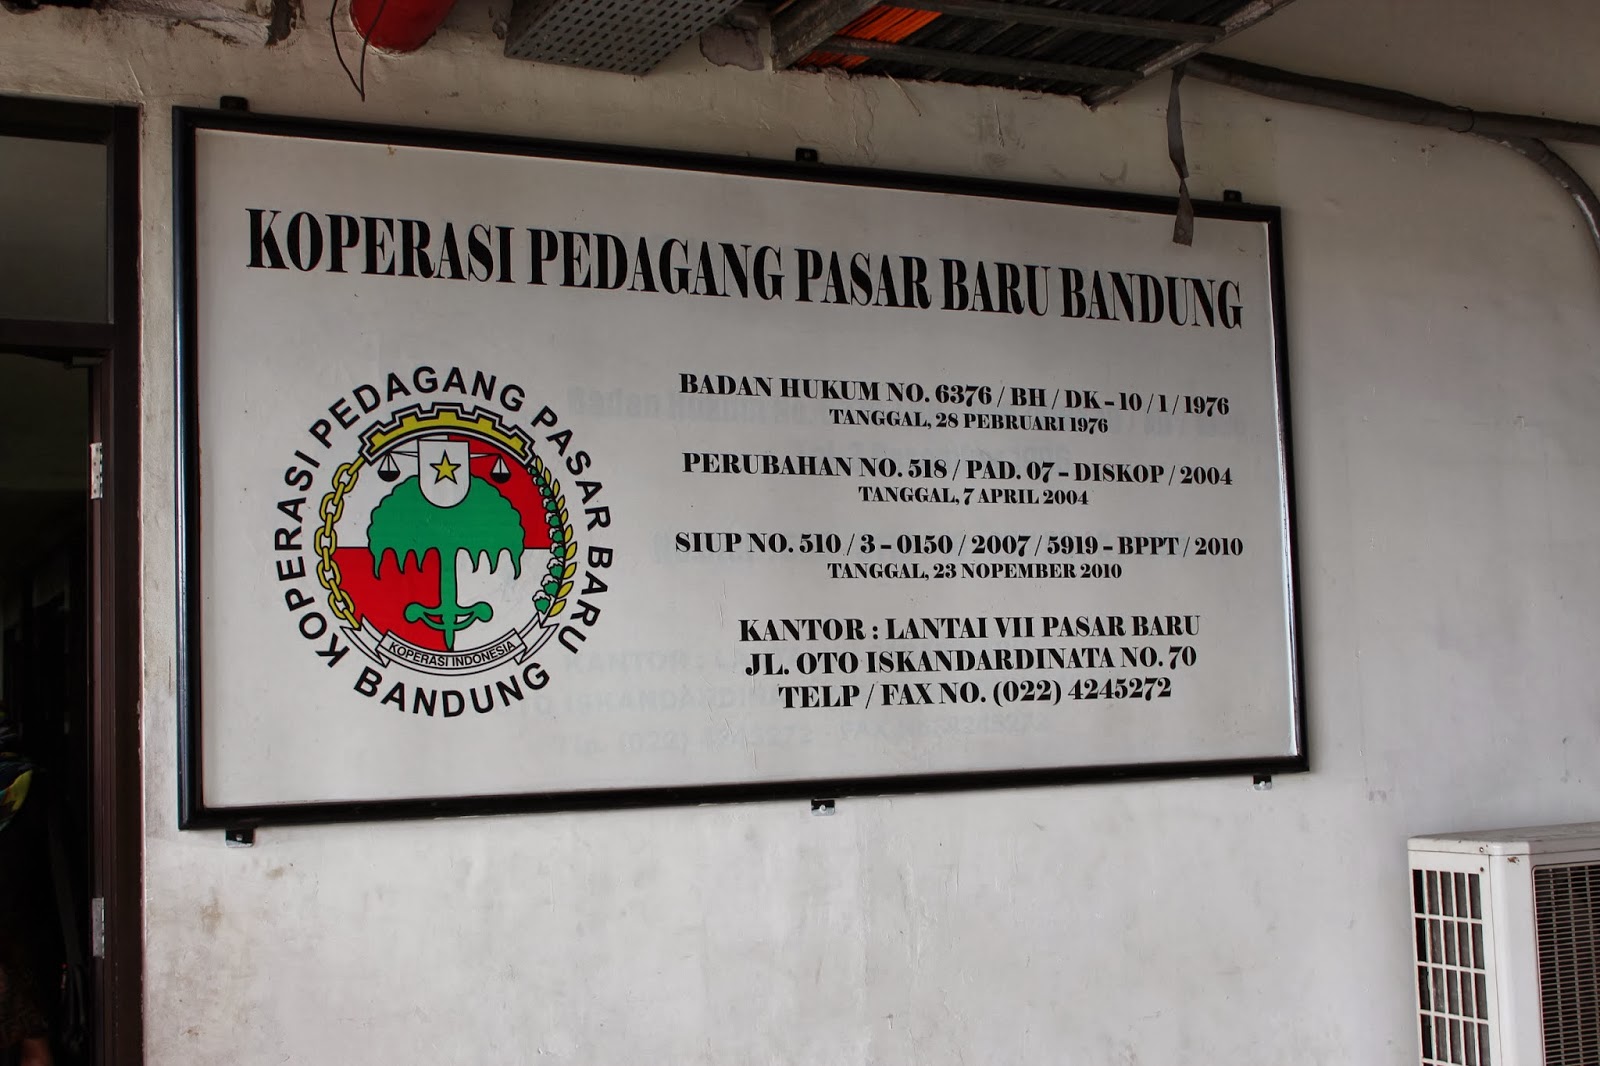 KOPERASI PEDAGANG PASAR BARU BANDUNG
KOPERASI PEDAGANG PASAR BARU
BANDUNG
KOPERASI INDONESIA
BADAN HUKUM NO. 6376 / BH / DK - 10 / 1 / 1976
TANGGAL, 28 PEBRUARI 1976
PERUBAHAN NO. 518 / PAD. 07 - DISKOP / 2004
TANGGAL, 7 APRIL 2004
SIUP NO. 510 / 3 - 0150 / 2007 / 5919 - BPPT / 2010
TANGGAL, 23 NOPEMBER 2010
KANTOR : LANTAI VII PASAR BARU
JL. OTO ISKANDARDINATA NO. 70
TELP / FAX NO. (022) 4245272